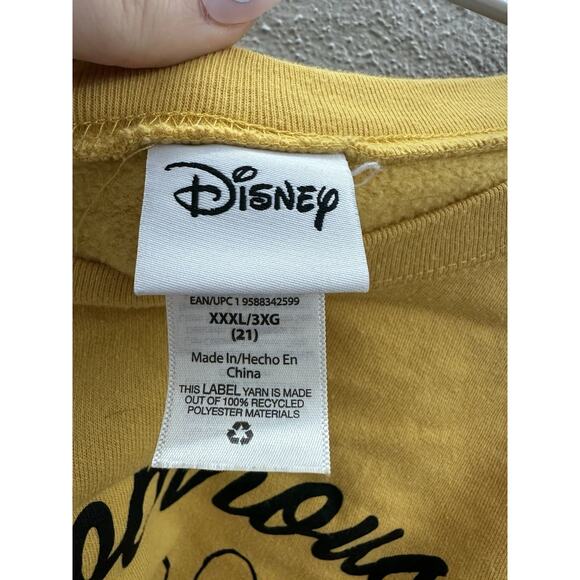 Disney
EAN/UPC 1 9588342599
XXXL/3XG
(21)
Made In/Hecho En
China
THIS LABEL YARN IS MADE
OUT OF 100% RECYCLED
POLYESTER MATERIALS